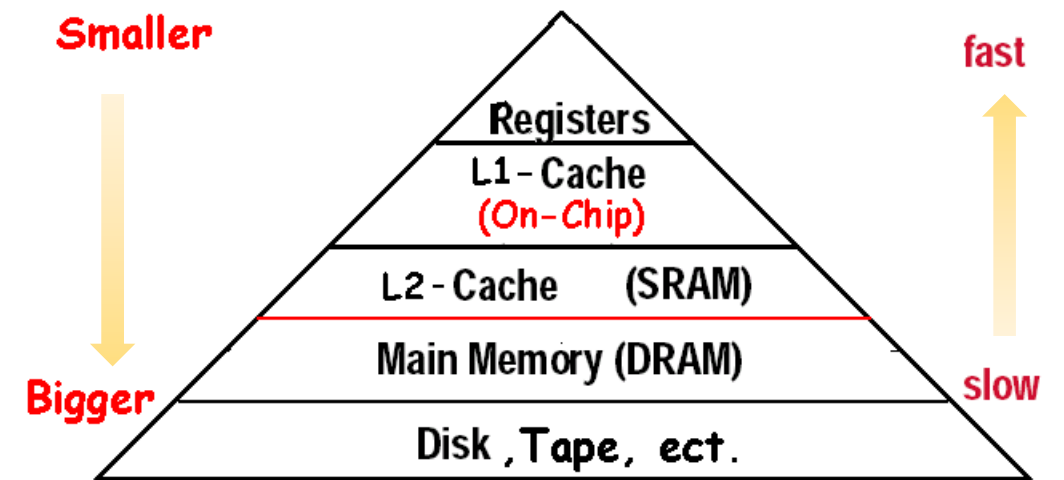 Smaller
fast
Registers
L1-Cache
(On-Chip)
L2-Cache (SRAM)
Main Memory (DRAM)
Bigger
slow
Disk ,Tape, ect.